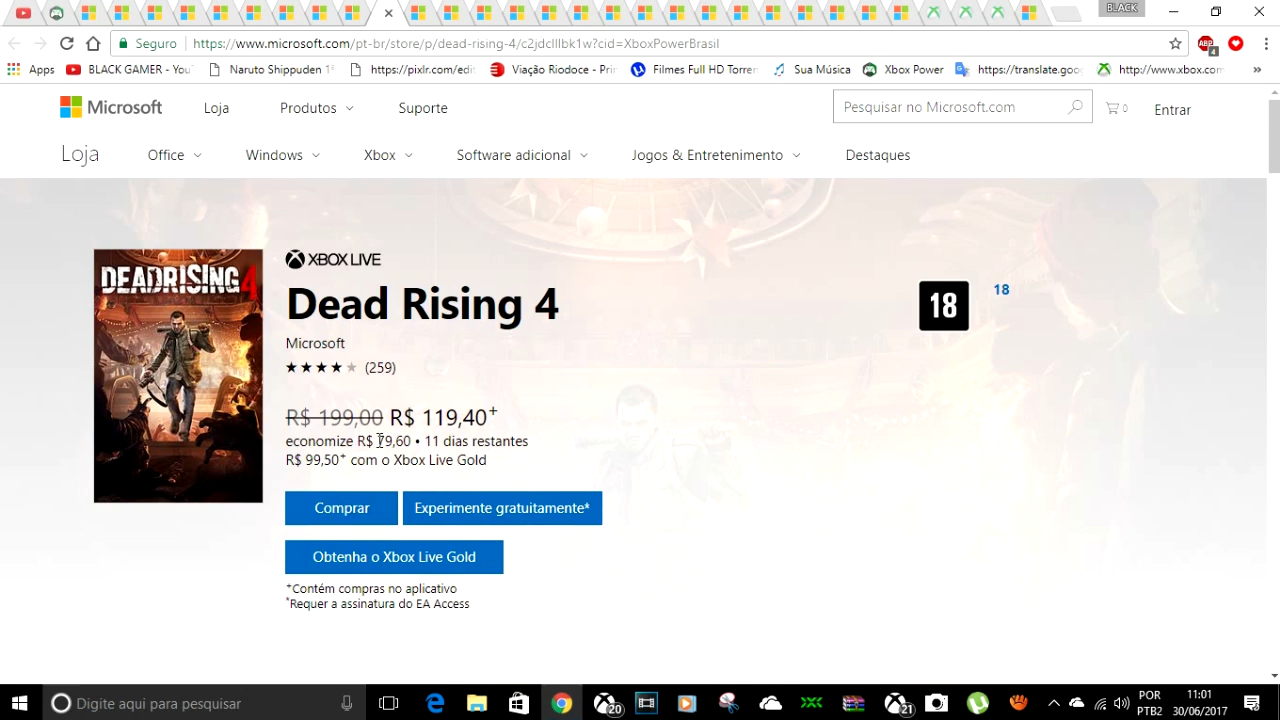 BLACK
Seguro
https://www.microsoft.com/pt-br/store/p/dead-rising-4/c2jdclllbk1w?cid=XboxPowerBrasil
ABP
4
Apps
BLACK GAMER - You
Naruto Shippuden 1ª
https://pixlr.com/edit
Viação Riodoce - Prin
Filmes Full HD Torren
Sua Música
Xbox Power
https://translate.goog
http://www.xbox.com
»
Microsoft
Loja
Produtos
Suporte
Pesquisar no Microsoft.com
0
Entrar
Loja
Office
Windows
Xbox
Software adicional
Jogos & Entretenimento
Destaques
DEADRISING 4
XBOX LIVE
Dead Rising 4
18
18
Microsoft
(259)
R$ 199,00 R$ 119,40+
economize R$ 79,60 • 11 dias restantes
R$ 99,50+ com o Xbox Live Gold
Comprar
Experimente gratuitamente*
Obtenha o Xbox Live Gold
+Contém compras no aplicativo
*Requer a assinatura do EA Access
Digite aqui para pesquisar
20
21
POR
PTB2
11:01
30/06/2017